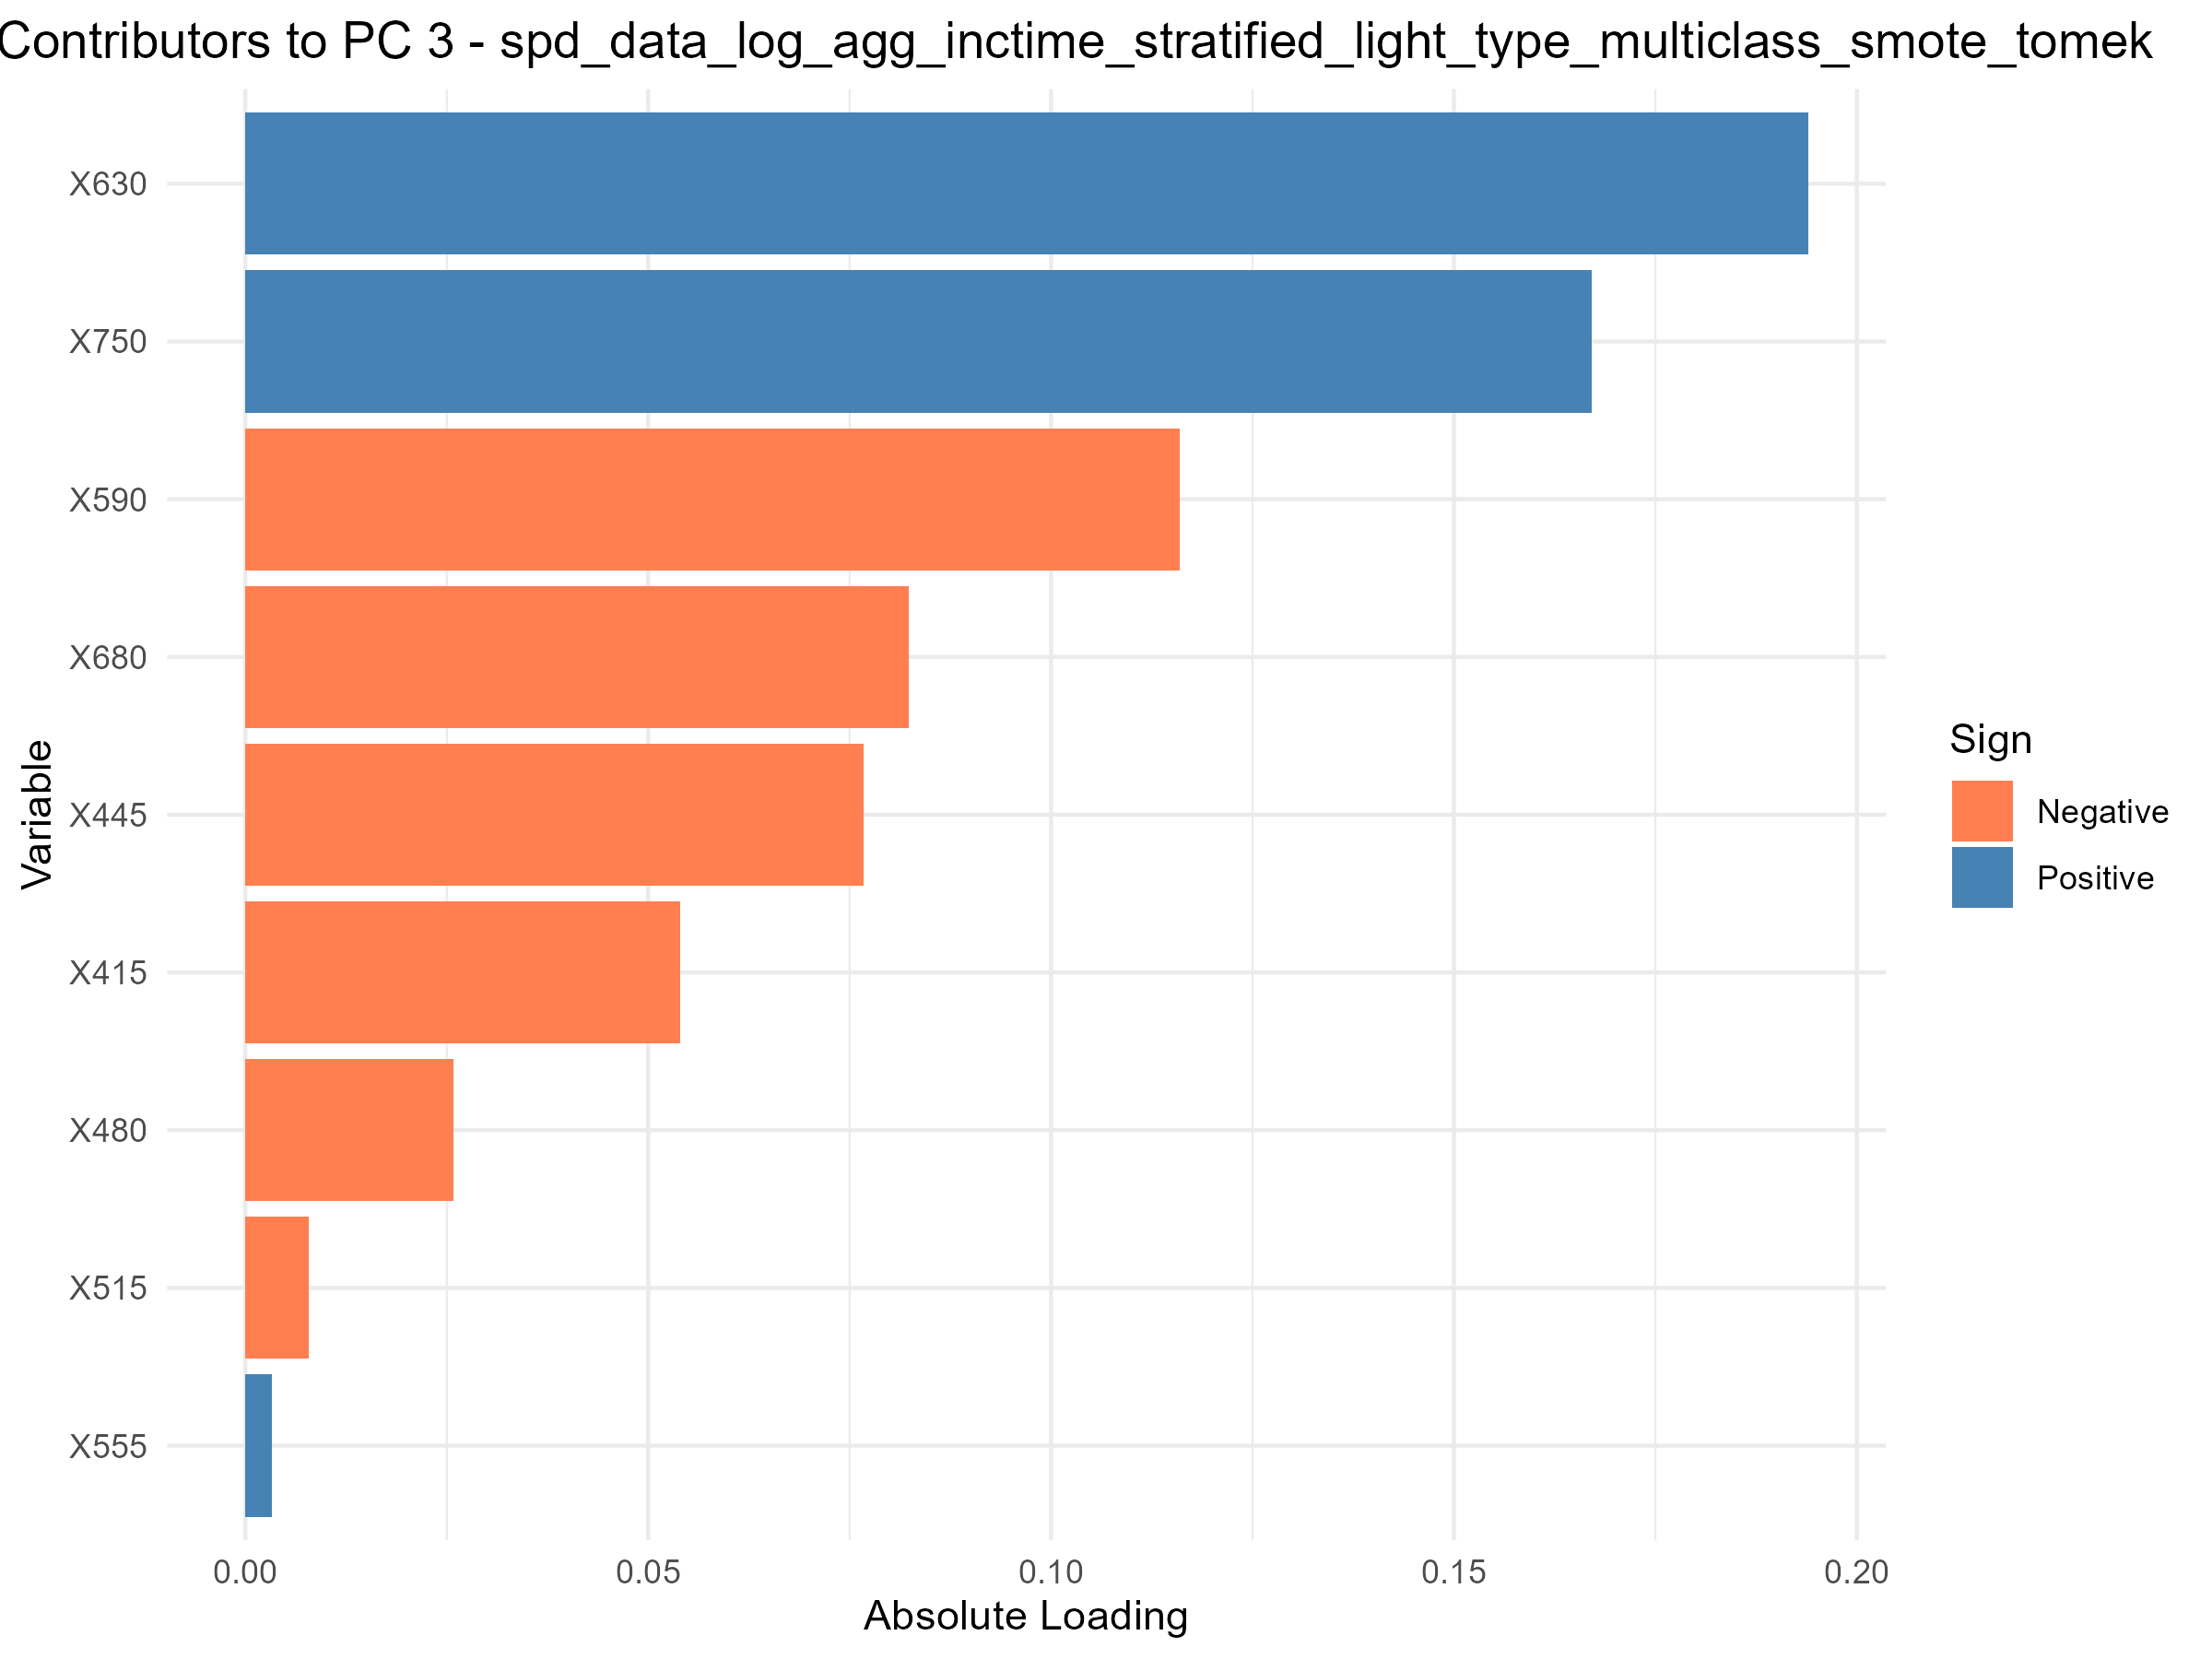 Contributors to PC 3 - spd_data_log_agg_inctime_stratified_light_type_multiclass_smote_tomek
X630
X750
X590
X680
X445
X415
X480
X515
X555
Variable
0.00 0.05 0.10 0.15 0.20
Absolute Loading
Sign
Negative
Positive